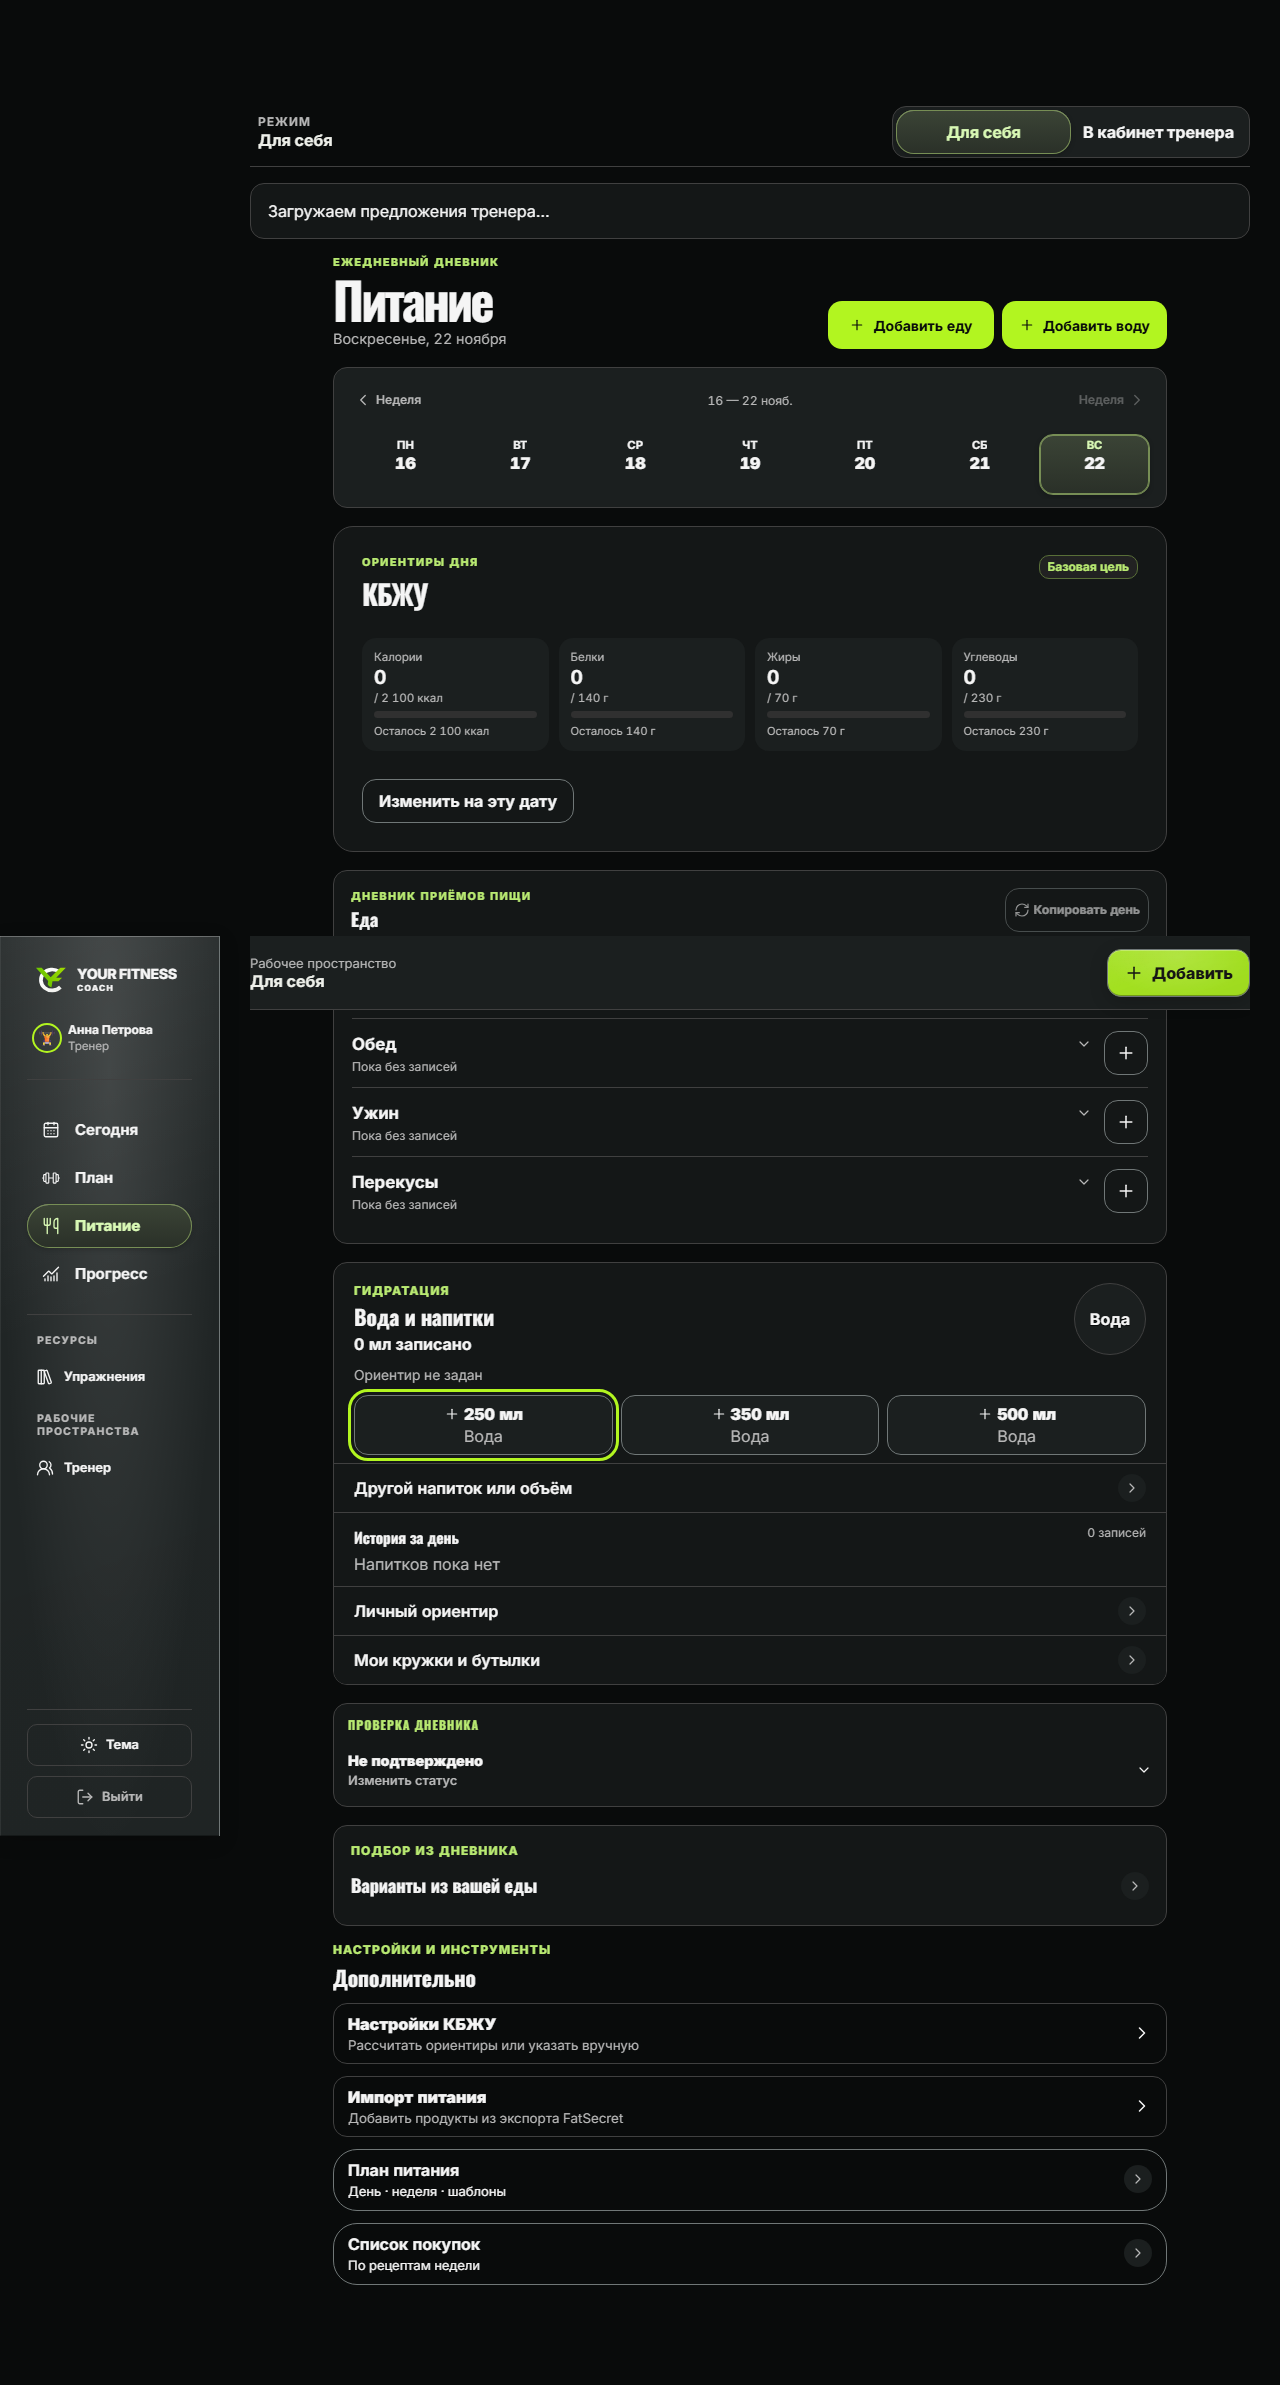 РЕЖИМ
Для себя
Для себя
В кабинет тренера
Загружаем предложения тренера...
ЕЖЕДНЕВНЫЙ ДНЕВНИК
Питание
Воскресенье, 22 ноября
+ Добавить еду
+ Добавить воду
Неделя
16 — 22 нояб.
Неделя
ПН
16
ВТ
17
СР
18
ЧТ
19
ПТ
20
СБ
21
ВС
22
ОРИЕНТИРЫ ДНЯ
КБЖУ
Базовая цель
Калории
0
/ 2 100 ккал
Осталось 2 100 ккал
Белки
0
/ 140 г
Осталось 140 г
Жиры
0
/ 70 г
Осталось 70 г
Углеводы
0
/ 230 г
Осталось 230 г
Изменить на эту дату
ДНЕВНИК ПРИЁМОВ ПИЩИ
Еда
Копировать день
Рабочее пространство
Для себя
+ Добавить
YOUR FITNESS
COACH
Анна Петрова
Тренер
Сегодня
План
Питание
Прогресс
РЕСУРСЫ
Упражнения
РАБОЧИЕ
ПРОСТРАНСТВА
Тренер
Тема
Выйти
Обед
Пока без записей
Ужин
Пока без записей
Перекусы
Пока без записей
ГИДРАТАЦИЯ
Вода и напитки
0 мл записано
Ориентир не задан
Вода
+ 250 мл
Вода
+ 350 мл
Вода
+ 500 мл
Вода
Другой напиток или объём
История за день
0 записей
Напитков пока нет
Личный ориентир
Мои кружки и бутылки
ПРОВЕРКА ДНЕВНИКА
Не подтверждено
Изменить статус
ПОДБОР ИЗ ДНЕВНИКА
Варианты из вашей еды
НАСТРОЙКИ И ИНСТРУМЕНТЫ
Дополнительно
Настройки КБЖУ
Рассчитать ориентиры или указать вручную
Импорт питания
Добавить продукты из экспорта FatSecret
План питания
День · неделя · шаблоны
Список покупок
По рецептам недели